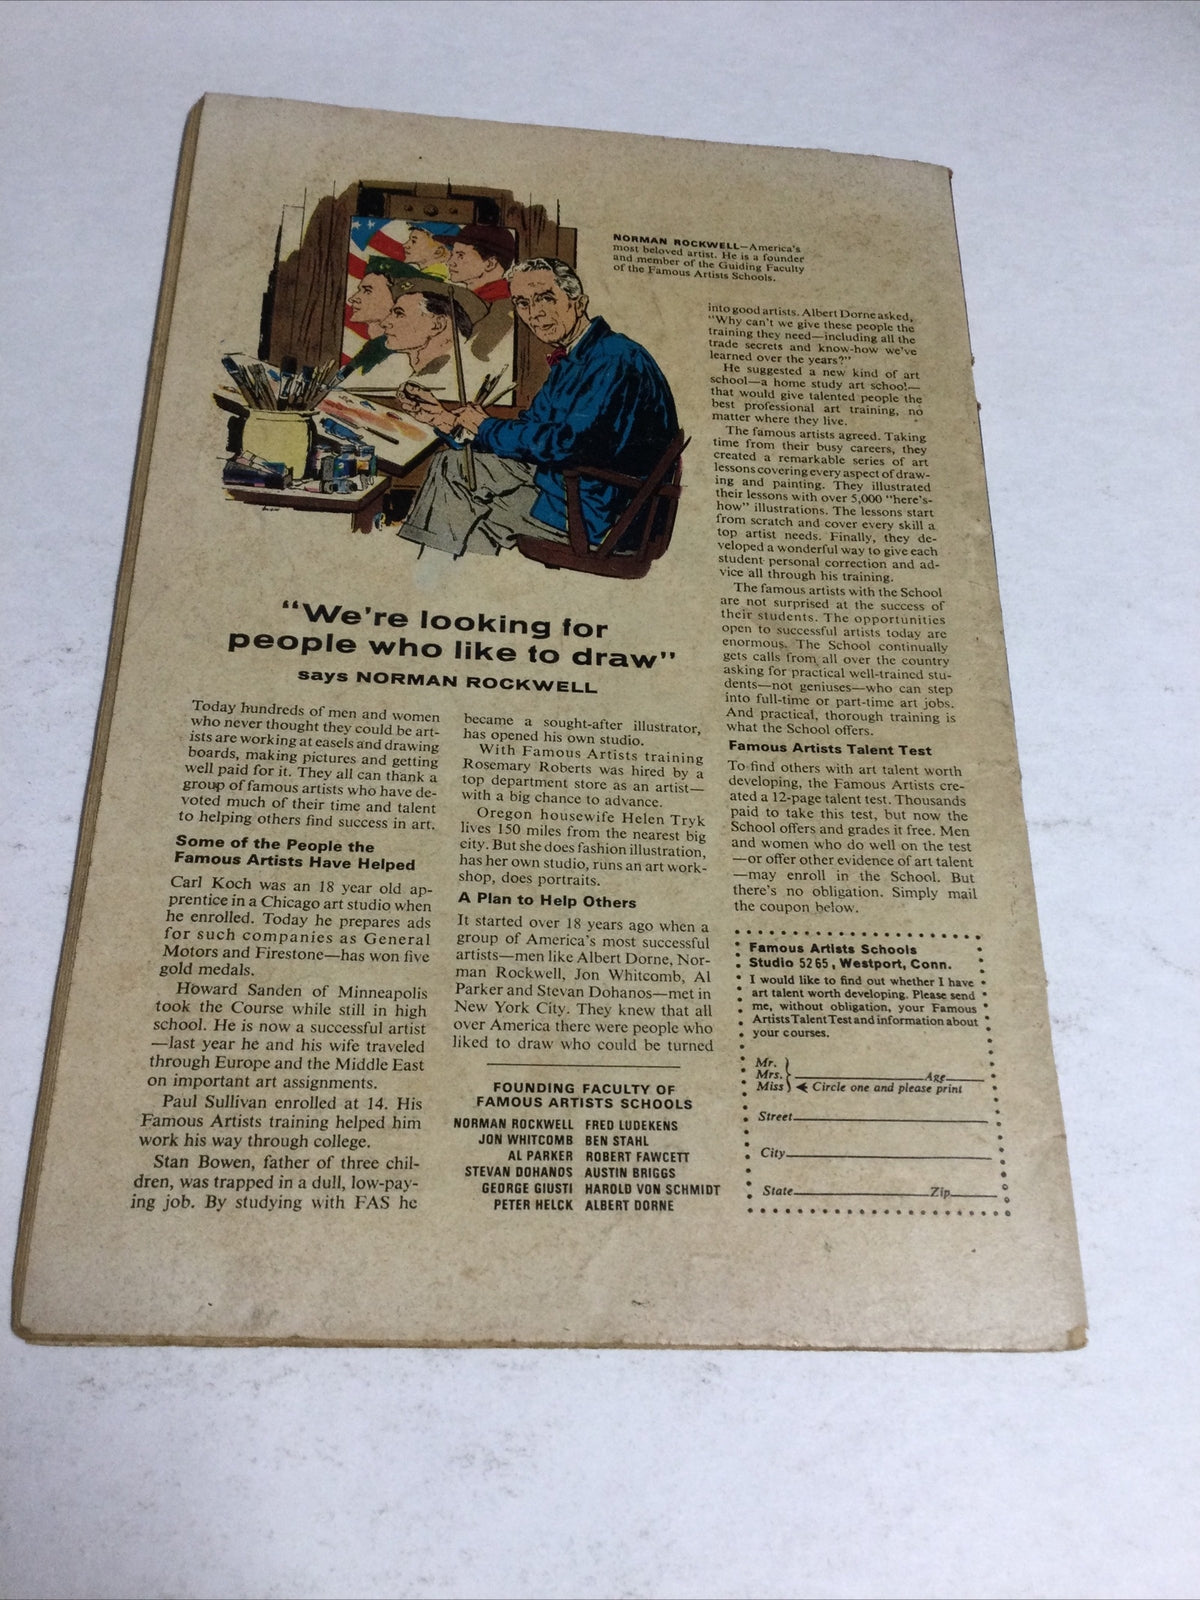 NORMAN ROCKWELL—America's
most beloved artist. He is a founder
and member of the Guiding Faculty
of the Famous Artists Schools.
"We're looking for
people who like to draw"
says NORMAN ROCKWELL
Today hundreds of men and women
who never thought they could be art-
ists are working at easels and drawing
boards, making pictures and getting
well paid for it. They all can thank a
group of famous artists who have de-
voted much of their time and talent
to helping others find success in art.
Some of the People the
Famous Artists Have Helped
Carl Koch was an 18 year old ap-
prentice in a Chicago art studio when
he enrolled. Today he prepares ads
for such companies as General
Motors and Firestone—has won five
gold medals.
Howard Sanden of Minneapolis
took the Course while still in high
school. He is now a successful artist
—last year he and his wife traveled
through Europe and the Middle East
on important art assignments.
Paul Sullivan enrolled at 14. His
Famous Artists training helped him
work his way through college.
Stan Bowen, father of three chil-
dren, was trapped in a dull, low-pay-
ing job. By studying with FAS he
became a sought-after illustrator,
has opened his own studio.
With Famous Artists training
Rosemary Roberts was hired by a
top department store as an artist—
with a big chance to advance.
Oregon housewife Helen Tryk
lives 150 miles from the nearest big
city. But she does fashion illustration,
has her own studio, runs an art work-
shop, does portraits.
A Plan to Help Others
It started over 18 years ago when a
group of America's most successful
artists—men like Albert Dorne, Nor-
man Rockwell, Jon Whitcomb, Al
Parker and Stevan Dohanos—met in
New York City. They knew that all
over America there were people who
liked to draw who could be turned
into good artists. Albert Dorne asked,
"Why can't we give these people the
training they need—including all the
trade secrets and know-how we've
learned over the years?"
He suggested a new kind of art
school—a home study art school—
that would give talented people the
best professional art training, no
matter where they live.
The famous artists agreed. Taking
time from their busy careers, they
created a remarkable series of art
lessons covering every aspect of draw-
ing and painting. They illustrated
their lessons with over 5,000 "here's-
how" illustrations. The lessons start
from scratch and cover every skill a
top artist needs. Finally, they de-
veloped a wonderful way to give each
student personal correction and ad-
vice all through his training.
The famous artists with the School
are not surprised at the success of
their students. The opportunities
open to successful artists today are
enormous. The School continually
gets calls from all over the country
asking for practical well-trained stu-
dents—not geniuses—who can step
into full-time or part-time art jobs.
And practical, thorough training is
what the School offers.
Famous Artists Talent Test
To find others with art talent worth
developing, the Famous Artists cre-
ated a 12-page talent test. Thousands
paid to take this test, but now the
School offers and grades it free. Men
and women who do well on the test
—or offer other evidence of art talent
—may enroll in the School. But
there's no obligation. Simply mail
the coupon below.
FOUNDING FACULTY OF
FAMOUS ARTISTS SCHOOLS
NORMAN ROCKWELL FRED LUDEKENS
JON WHITCOMB BEN STAHL
AL PARKER ROBERT FAWCETT
STEVAN DOHANOS AUSTIN BRIGGS
GEORGE GIUSTI HAROLD VON SCHMIDT
PETER HELCK ALBERT DORNE
Famous Artists Schools
Studio 5265, Westport, Conn.
I would like to find out whether I have
art talent worth developing. Please send
me, without obligation, your Famous
Artists Talent Test and information about
your courses.
Mr.
Mrs. Age
Miss Circle one and please print
Street
City
State Zip